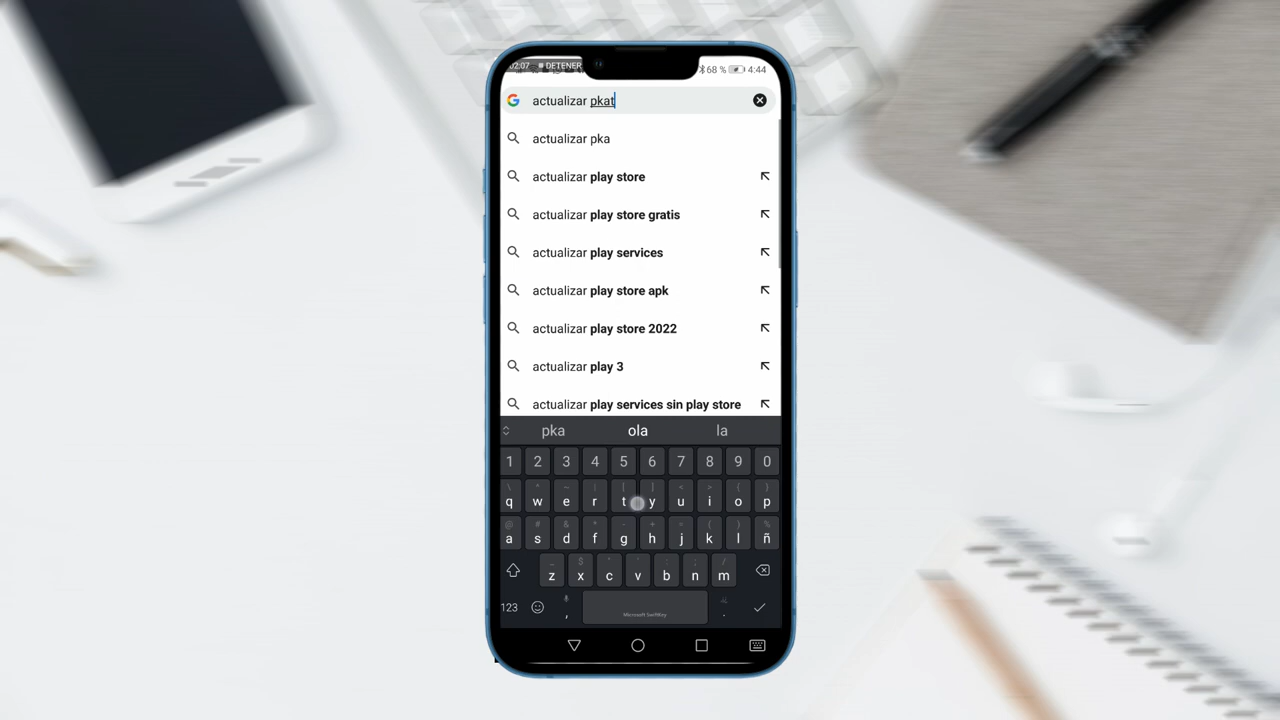 02:07 DETENER 68 % 4:44
actualizar pkat
actualizar pka
actualizar play store
actualizar play store gratis
actualizar play services
actualizar play store apk
actualizar play store 2022
actualizar play 3
actualizar play services sin play store
pka ola la
1 2 3 4 5 6 7 8 9 0
q w e r t y u i o p
a s d f g h j k l ñ
z x c v b n m
123 , Microsoft SwiftKey .